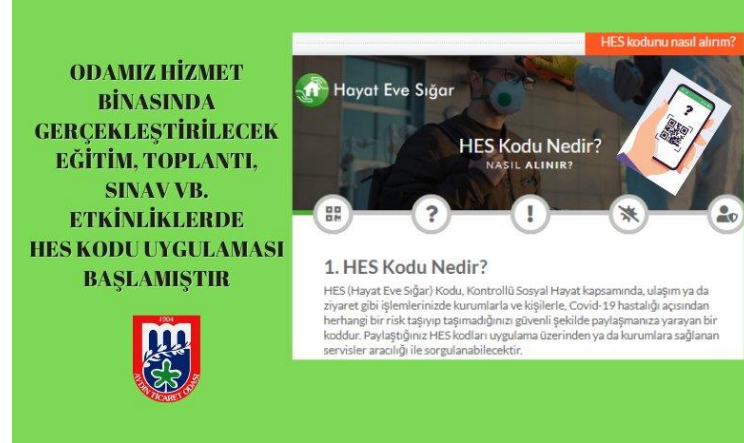 ODAMIZ HİZMET
BİNASINDA
GERÇEKLEŞTİRİLECEK
EĞİTİM, TOPLANTI,
SINAV VB.
ETKİNLİKLERDE
HES KODU UYGULAMASI
BAŞLAMIŞTIR
1904
AYDIN TİCARET ODASI
HES kodunu nasıl alırım?
Hayat Eve Sığar
HES Kodu Nedir?
NASIL ALINIR?
?
?
!
1. HES Kodu Nedir?
HES (Hayat Eve Sığar) Kodu, Kontrollü Sosyal Hayat kapsamında, ulaşım ya da
ziyaret gibi işlemlerinizde kurumlarla ve kişilerle, Covid-19 hastalığı açısından
herhangi bir risk taşıyıp taşımadığınızı güvenli şekilde paylaşmanıza yarayan bir
koddur. Paylaştığınız HES kodları uygulama üzerinden ya da kurumlara sağlanan
servisler aracılığı ile sorgulanabilecektir.